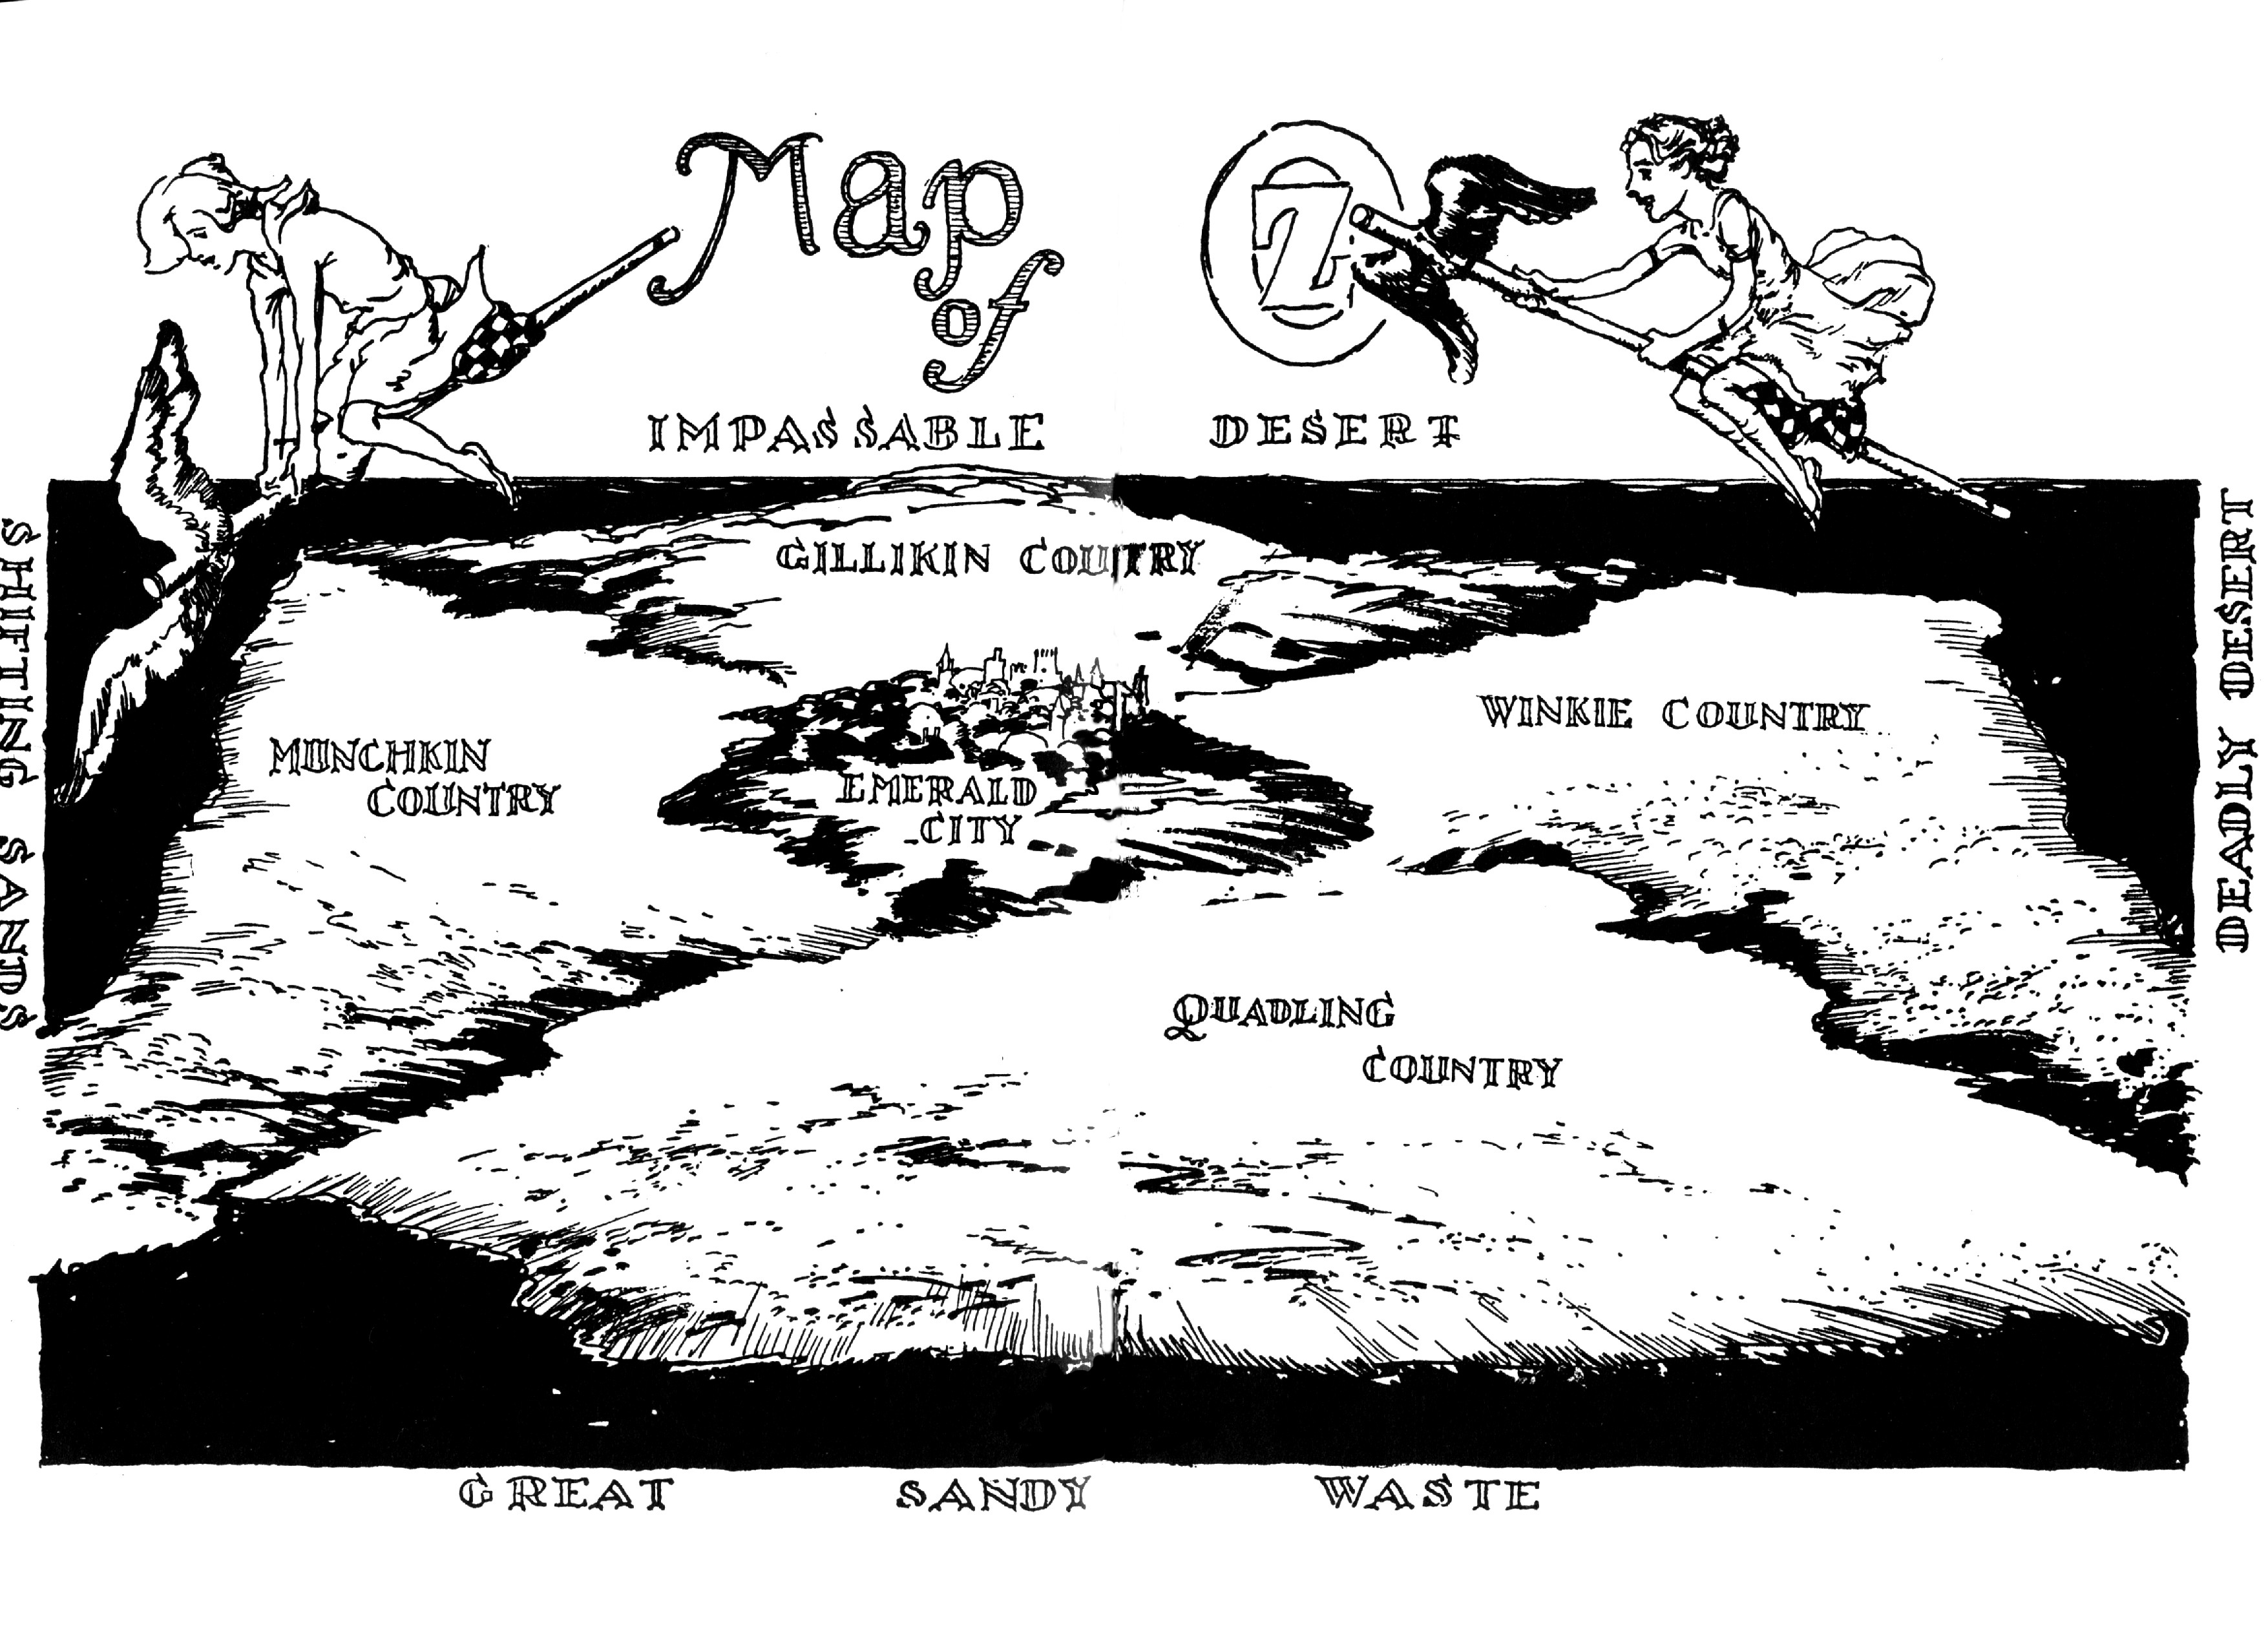 Map
of
OZ
IMPASSABLE DESERT
SHIFTING SANDS
DEADLY DESERT
GILLIKIN COUNTRY
WINKIE COUNTRY
MUNCHKIN
COUNTRY
EMERALD
CITY
QUADLING
COUNTRY
GREAT SANDY WASTE